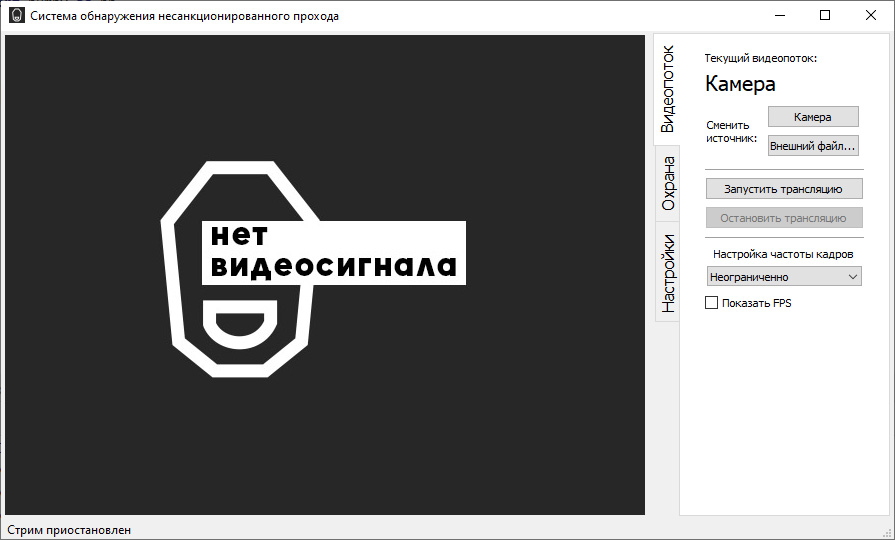 Система обнаружения несанкционированного прохода
нет
видеосигнала
Видеопоток
Охрана
Настройки
Текущий видеопоток:
Камера
Сменить
источник:
Камера
Внешний файл...
Запустить трансляцию
Остановить трансляцию
Настройка частоты кадров
Неограниченно
Показать FPS
Стрим приостановлен